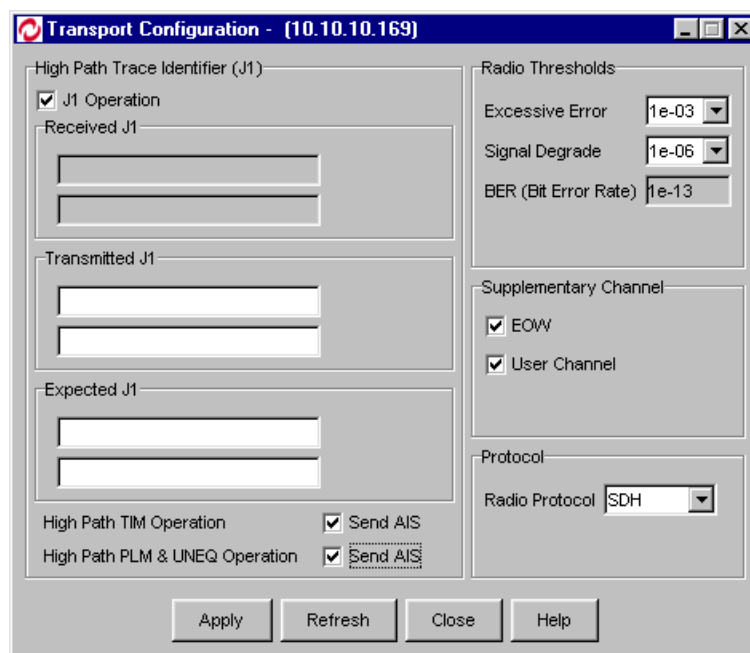 Transport Configuration - (10.10.10.169)
High Path Trace Identifier (J1)
J1 Operation
Received J1
Transmitted J1
Expected J1
High Path TIM Operation Send AIS
High Path PLM & UNEQ Operation Send AIS
Radio Thresholds
Excessive Error 1e-03
Signal Degrade 1e-06
BER (Bit Error Rate) 1e-13
Supplementary Channel
EOW
User Channel
Protocol
Radio Protocol SDH
Apply Refresh Close Help